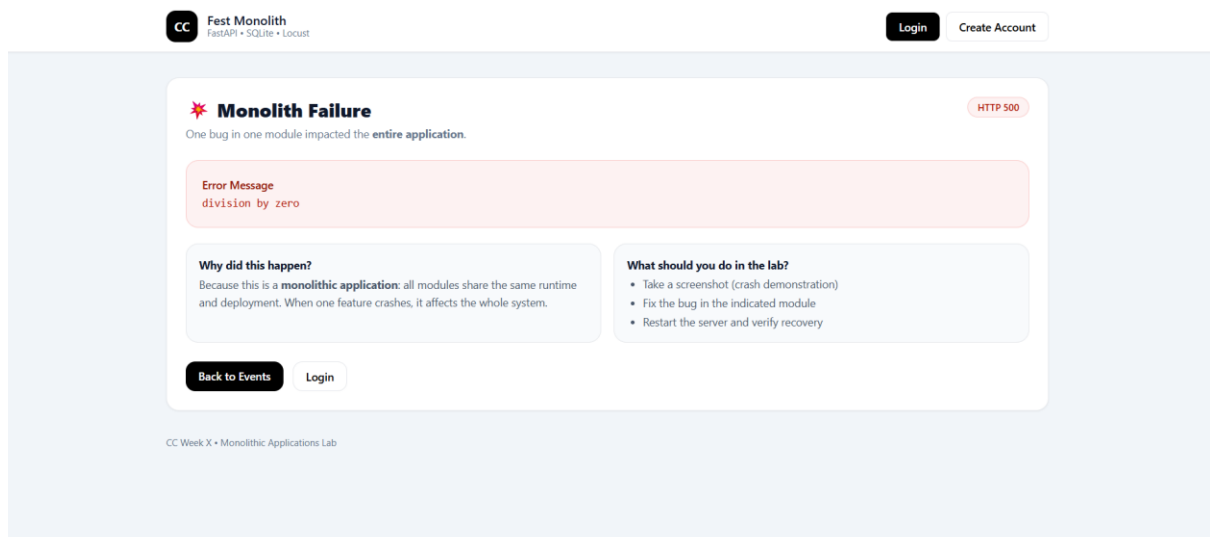 CC
Fest Monolith
FastAPI • SQLite • Locust
Login
Create Account
Monolith Failure
HTTP 500
One bug in one module impacted the entire application.
Error Message
division by zero
Why did this happen?
Because this is a monolithic application: all modules share the same runtime
and deployment. When one feature crashes, it affects the whole system.
What should you do in the lab?
• Take a screenshot (crash demonstration)
• Fix the bug in the indicated module
• Restart the server and verify recovery
Back to Events
Login
CC Week X • Monolithic Applications Lab